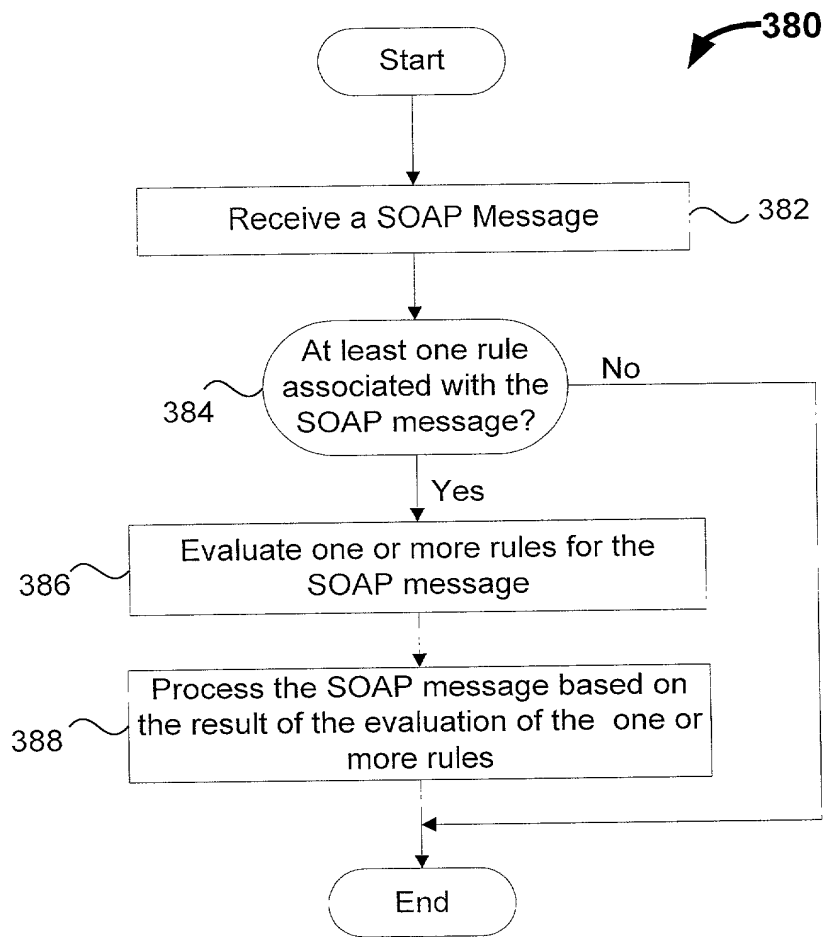 380
Start
Receive a SOAP Message
382
At least one rule
associated with the
SOAP message?
No
384
Yes
Evaluate one or more rules for the
SOAP message
386
Process the SOAP message based on
the result of the evaluation of the one or
more rules
388
End